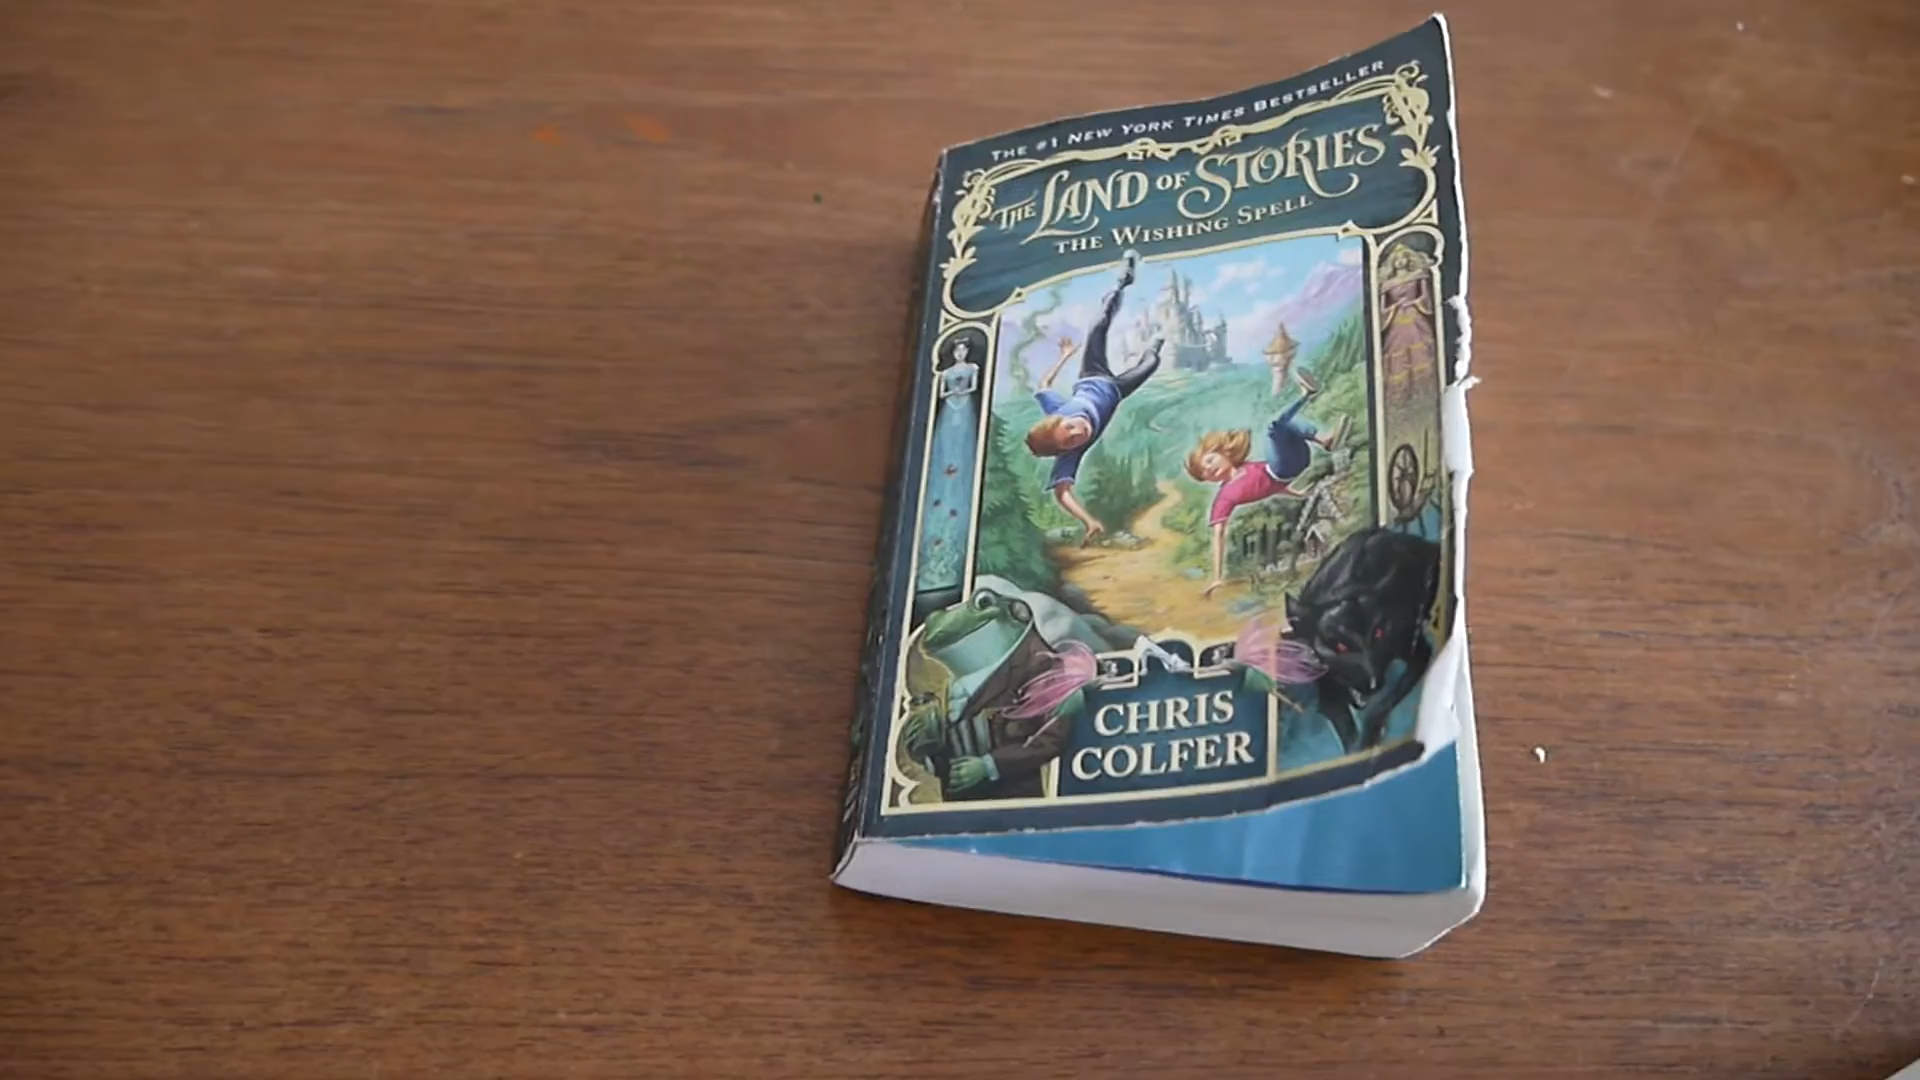 THE #1 NEW YORK TIMES BESTSELLER
THE LAND OF STORIES
THE WISHING SPELL
CHRIS
COLFER